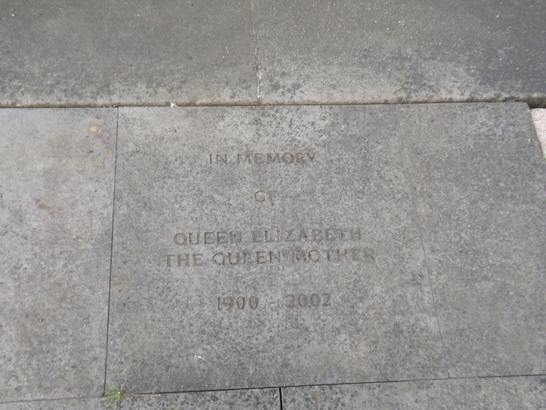 IN MEMORY
OF
QUEEN ELIZABETH
THE QUEEN MOTHER
1900 - 2002